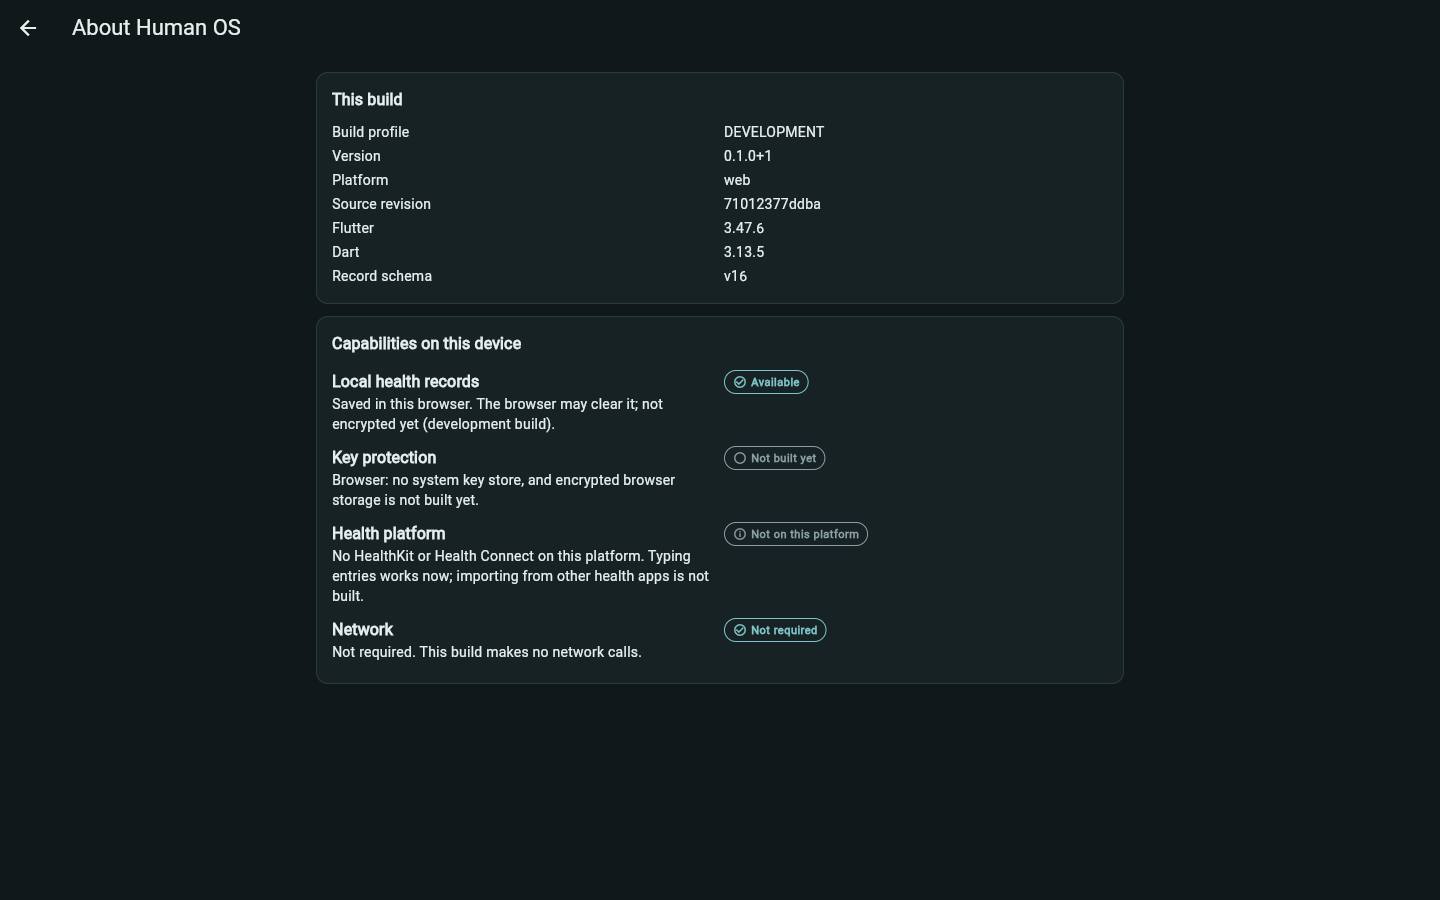 About Human OS
This build
Build profile DEVELOPMENT
Version 0.1.0+1
Platform web
Source revision 71012377ddba
Flutter 3.47.6
Dart 3.13.5
Record schema v16
Capabilities on this device
Local health records Available
Saved in this browser. The browser may clear it; not
encrypted yet (development build).
Key protection Not built yet
Browser: no system key store, and encrypted browser
storage is not built yet.
Health platform Not on this platform
No HealthKit or Health Connect on this platform. Typing
entries works now; importing from other health apps is not
built.
Network Not required
Not required. This build makes no network calls.